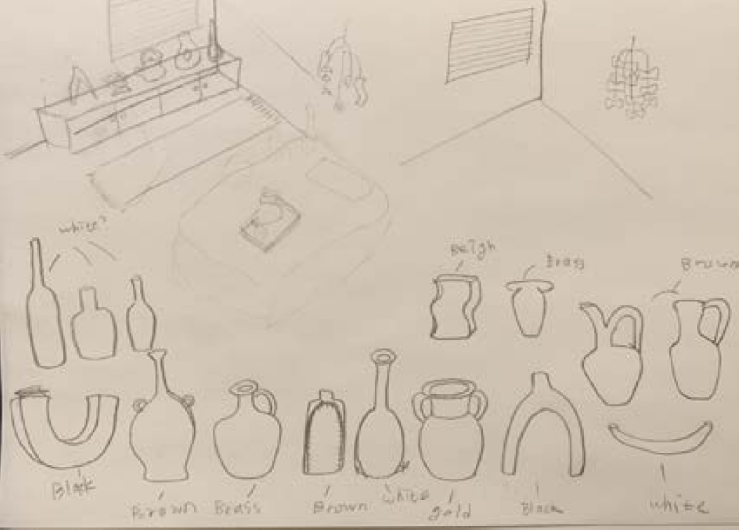 white?
Beigh
Brass
Brown
Black
Brown
Brass
Brown
White
gold
Black
white